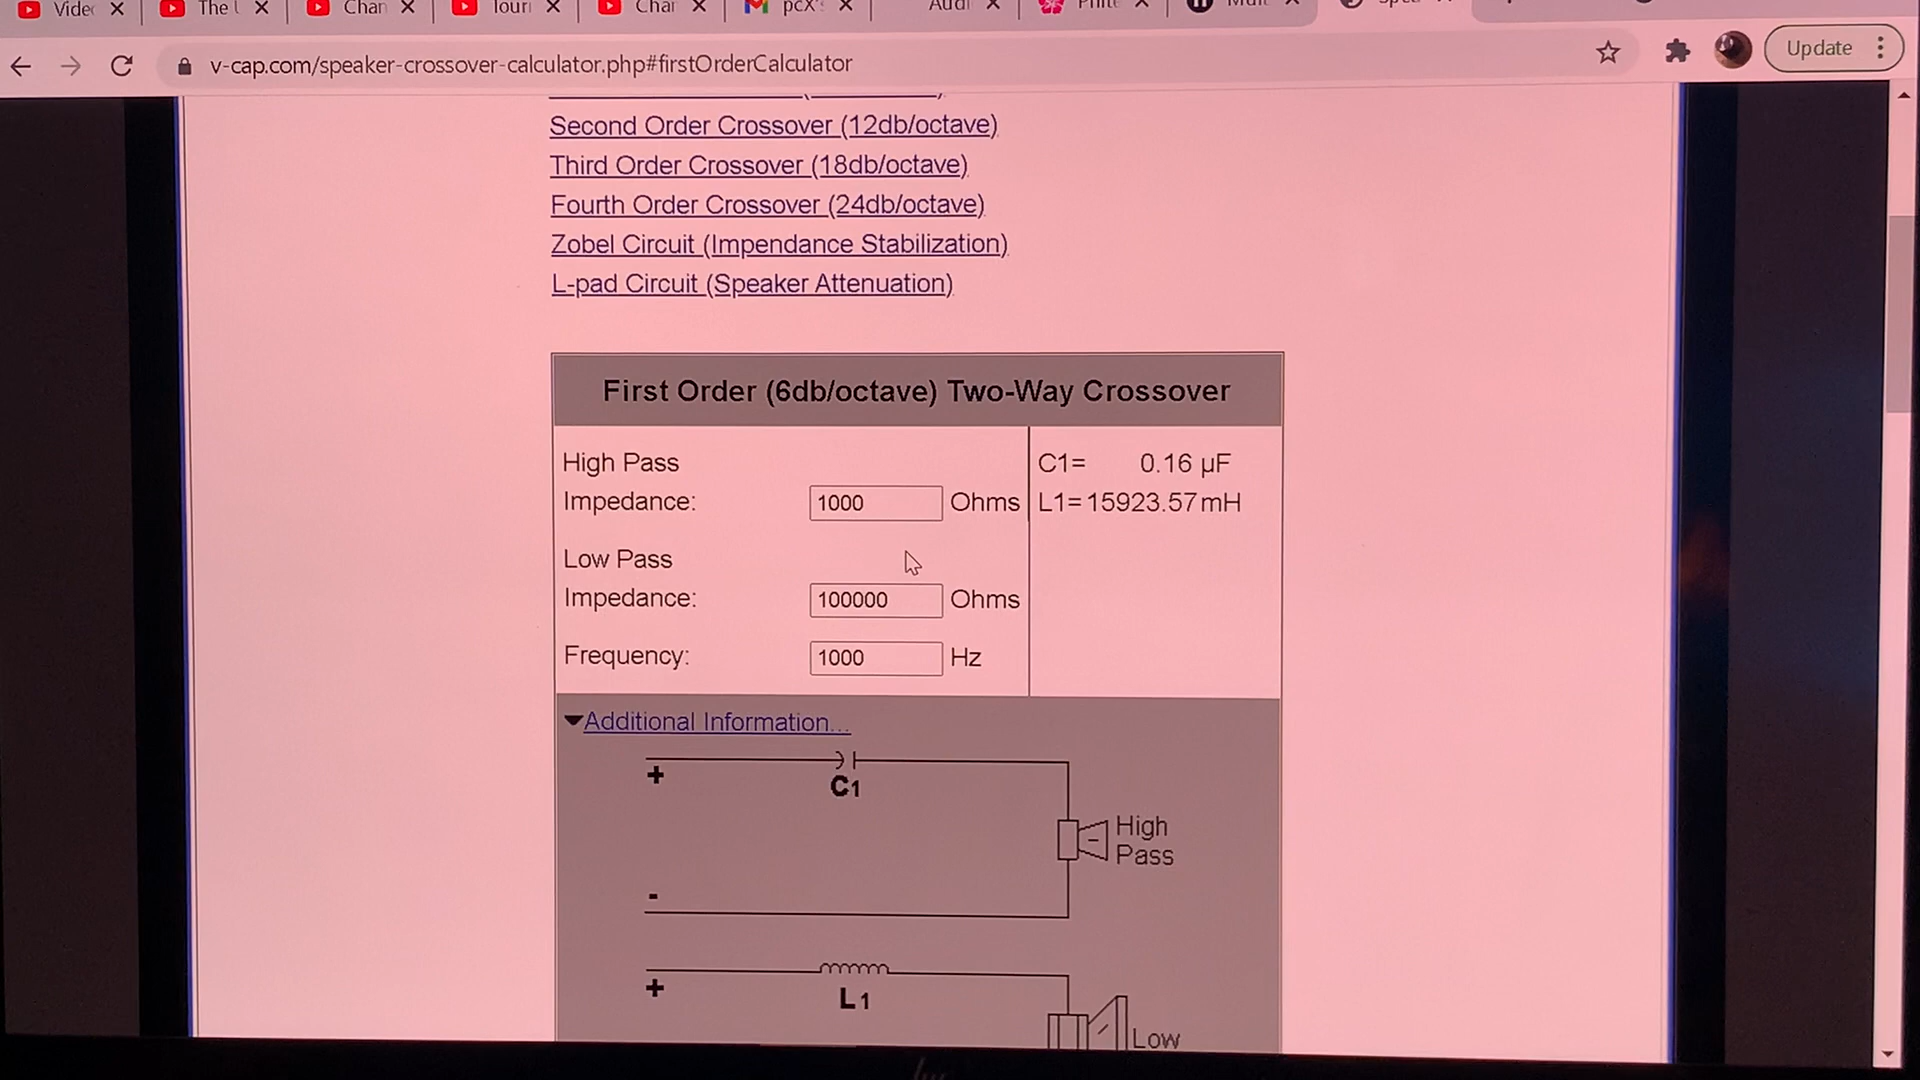 The
Chan
Tour
Chan
pcX
v-cap.com/speaker-crossover-calculator.php#firstOrderCalculator
Update
Second Order Crossover (12db/octave)
Third Order Crossover (18db/octave)
Fourth Order Crossover (24db/octave)
Zobel Circuit (Impendance Stabilization)
L-pad Circuit (Speaker Attenuation)
First Order (6db/octave) Two-Way Crossover
High Pass
Impedance: 1000 Ohms
C1= 0.16 µF
L1=15923.57mH
Low Pass
Impedance: 100000 Ohms
Frequency: 1000 Hz
Additional Information...
+
C1
High
Pass
-
+
L1
Low